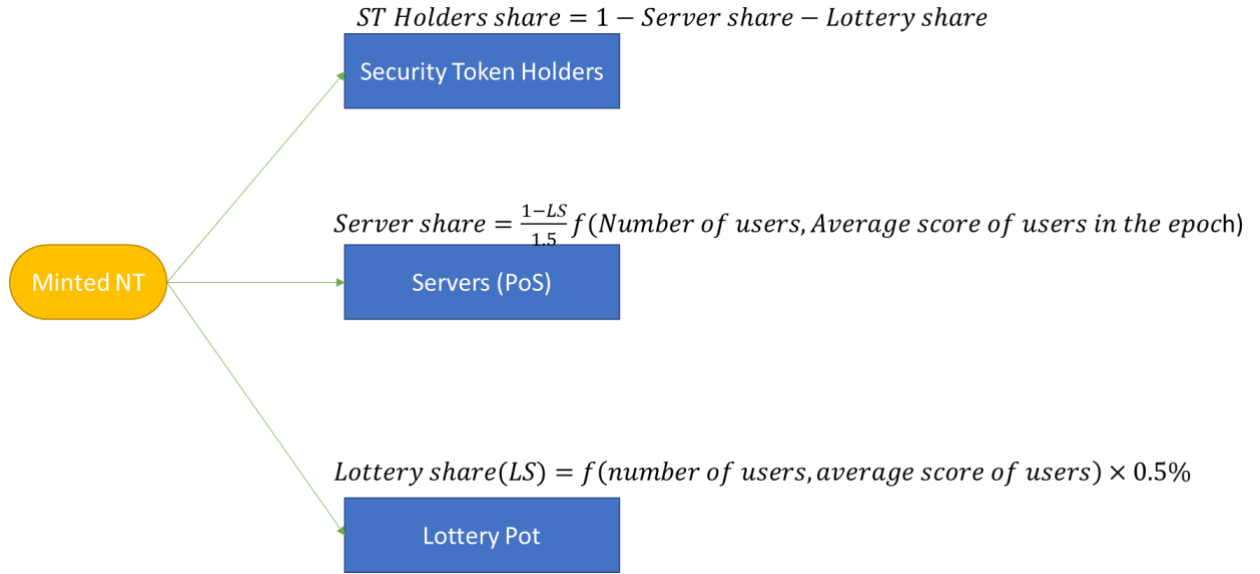 ST Holders share = 1 − Server share − Lottery share
Security Token Holders
Server share = \frac{1−LS}{1.5} f(Number of users, Average score of users in the epoch)
Minted NT
Servers (PoS)
Lottery share(LS) = f(number of users, average score of users) × 0.5%
Lottery Pot